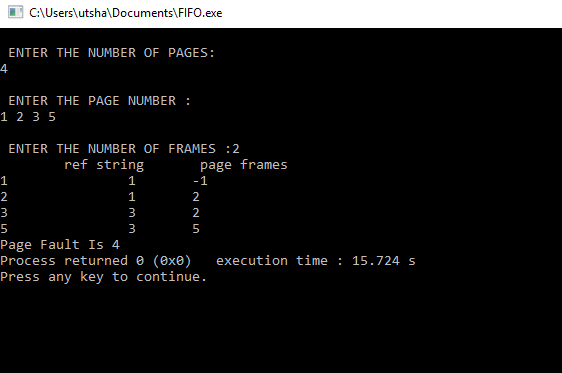 C:\Users\utsha\Documents\FIFO.exe
ENTER THE NUMBER OF PAGES:
4
ENTER THE PAGE NUMBER :
1 2 3 5
ENTER THE NUMBER OF FRAMES :2
ref string page frames
1 1 -1
2 1 2
3 3 2
5 3 5
Page Fault Is 4
Process returned 0 (0x0) execution time : 15.724 s
Press any key to continue.